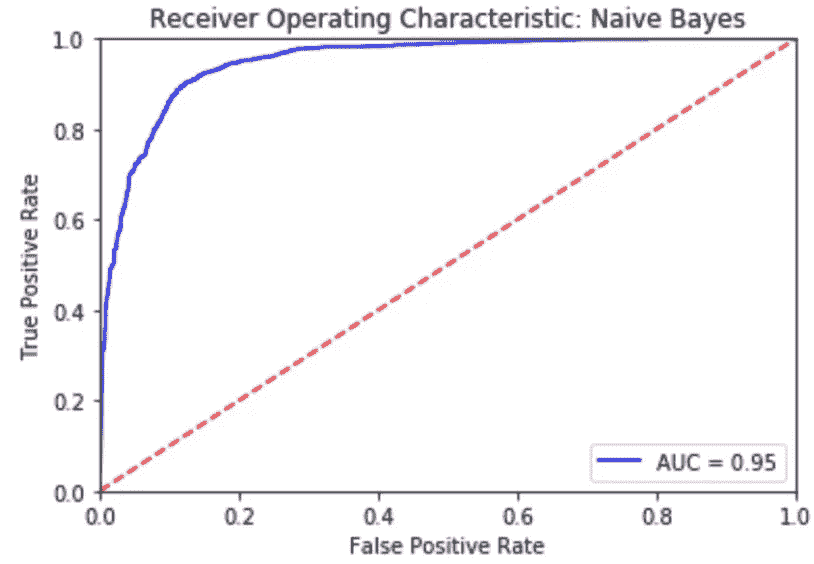 Receiver Operating Characteristic: Naive Bayes
1.0
0.8
0.6
0.4
0.2
0.0
True Positive Rate
AUC = 0.95
0.0 0.2 0.4 0.6 0.8 1.0
False Positive Rate